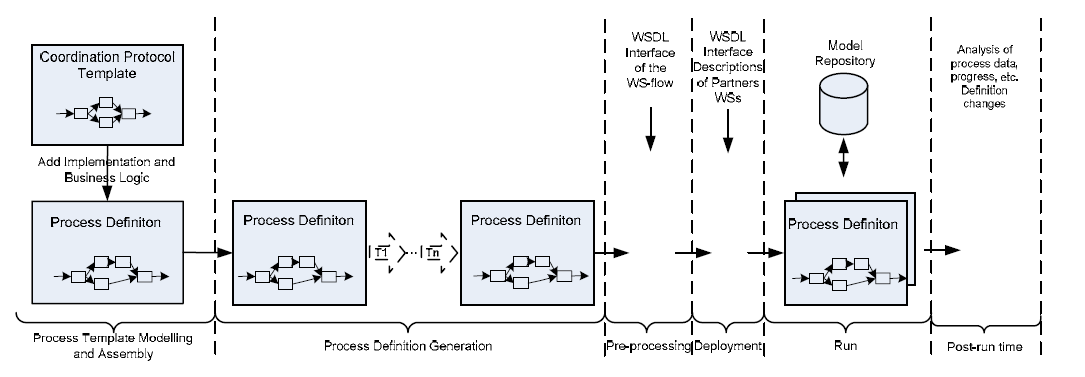 Coordination Protocol
Template
Add Implementation and
Business Logic
Process Definiton
Process Definiton
T1
...
Tn
Process Definiton
WSDL
Interface
of the
WS-flow
WSDL
Interface
Descriptions
of Partners
WSs
Model
Repository
Process Definiton
Analysis of
process data,
progress, etc.
Definition
changes
Process Template Modelling
and Assembly
Process Definition Generation
Pre-processing
Deployment
Run
Post-run time